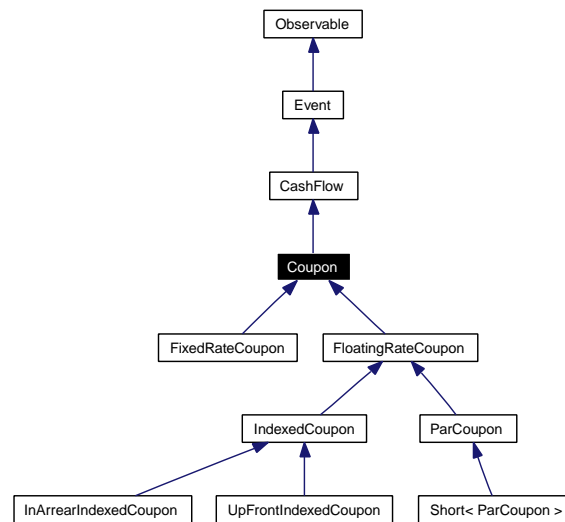 Observable
Event
CashFlow
Coupon
FixedRateCoupon
FloatingRateCoupon
IndexedCoupon
ParCoupon
InArrearIndexedCoupon
UpFrontIndexedCoupon
Short< ParCoupon >